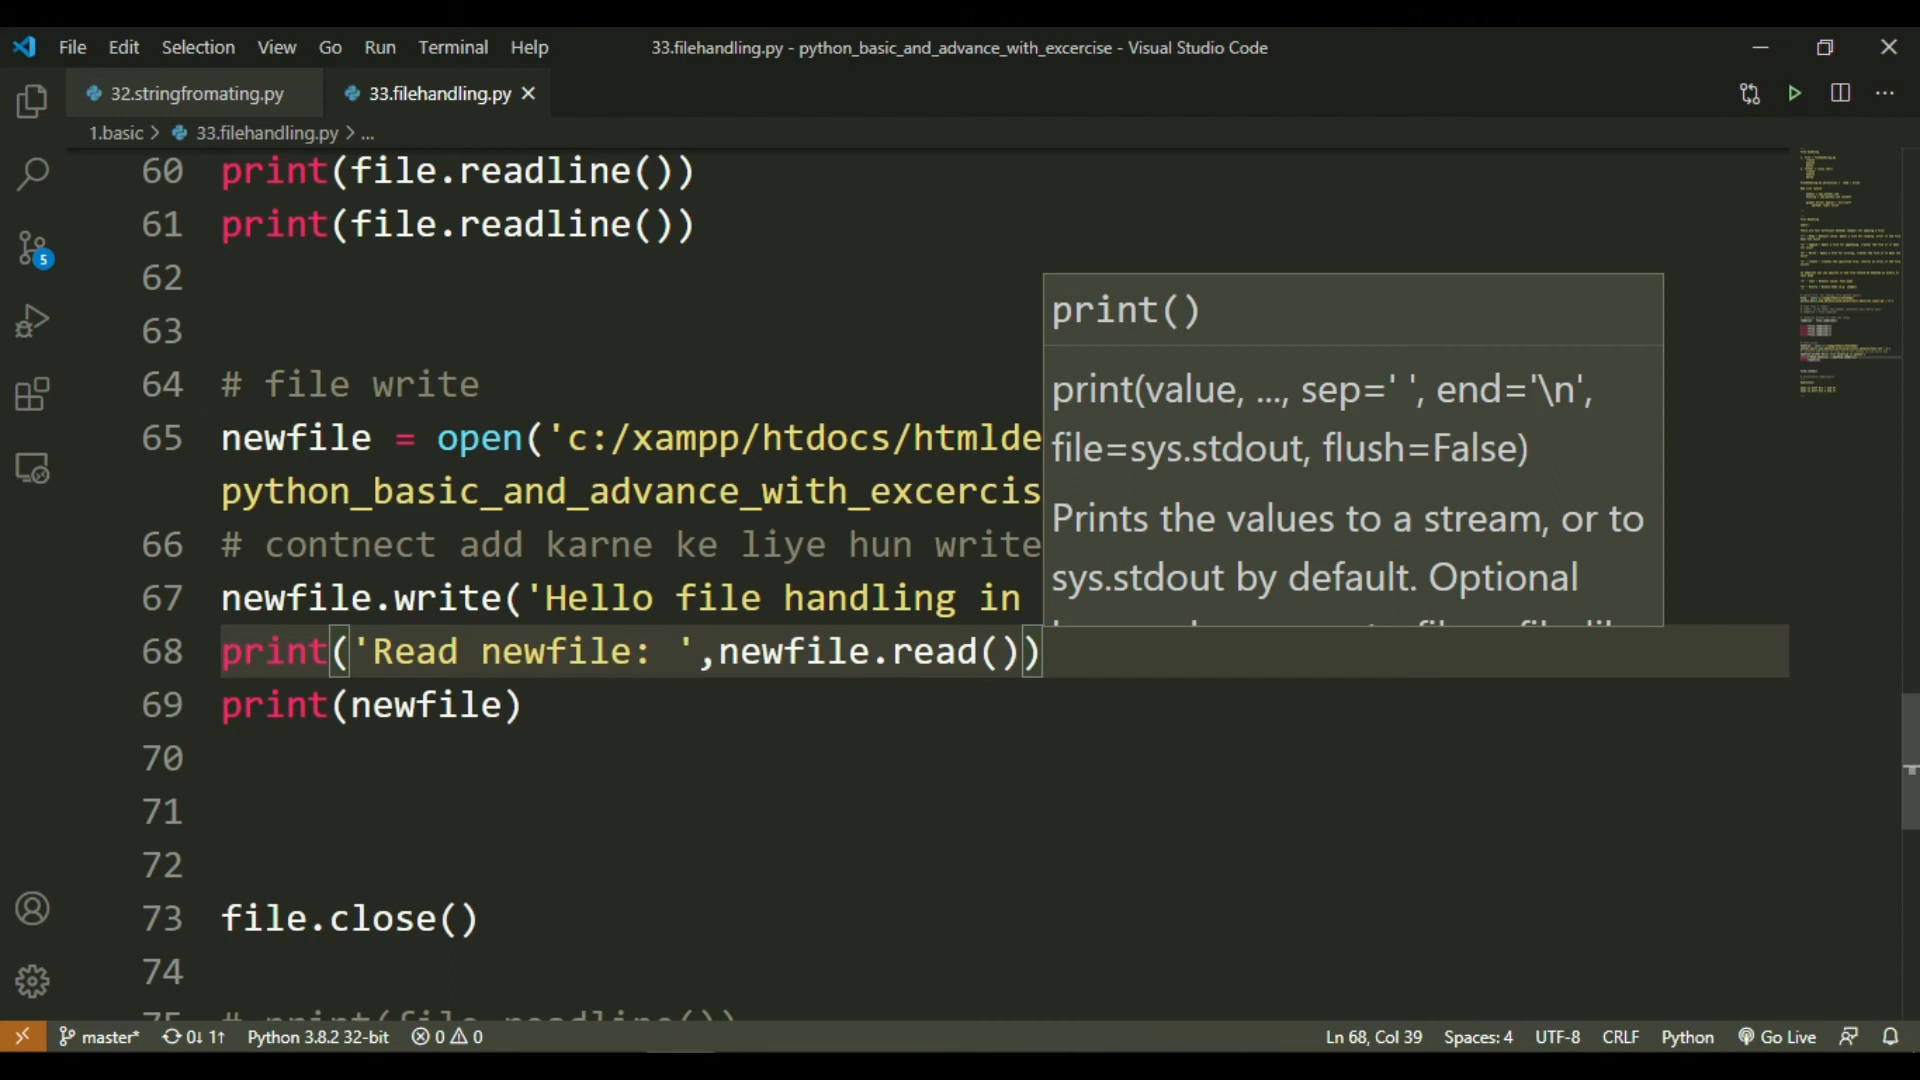 File Edit Selection View Go Run Terminal Help 33.filehandling.py - python_basic_and_advance_with_excercise - Visual Studio Code
32.stringfromating.py 33.filehandling.py
1.basic > 33.filehandling.py > ...
60 print(file.readline())
61 print(file.readline())
62
63
64 # file write
65 newfile = open('c:/xampp/htdocs/htmlde
python_basic_and_advance_with_excercis
66 # contnect add karne ke liye hun write
67 newfile.write('Hello file handling in
68 print('Read newfile: ',newfile.read())
69 print(newfile)
70
71
72
73 file.close()
74
75 # print(file.readline())
print()
print(value, ..., sep=' ', end='\n',
file=sys.stdout, flush=False)
Prints the values to a stream, or to
sys.stdout by default. Optional
5
master* 0↓ 1↑ Python 3.8.2 32-bit 0 0 Ln 68, Col 39 Spaces: 4 UTF-8 CRLF Python Go Live